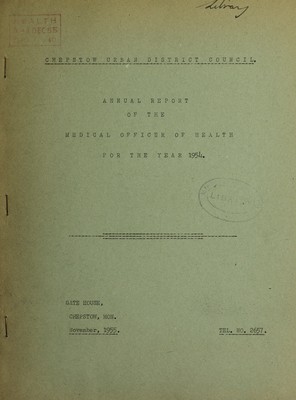 Library
CHEPSTOW URBAN DISTRICT COUNCIL.
ANNUAL REPORT
OF THE
MEDICAL OFFICER OF HEALTH
FOR THE YEAR 1954.
GATE HOUSE,
CHEPSTOW, MON.
November, 1955.
TEL. NO. 2657.